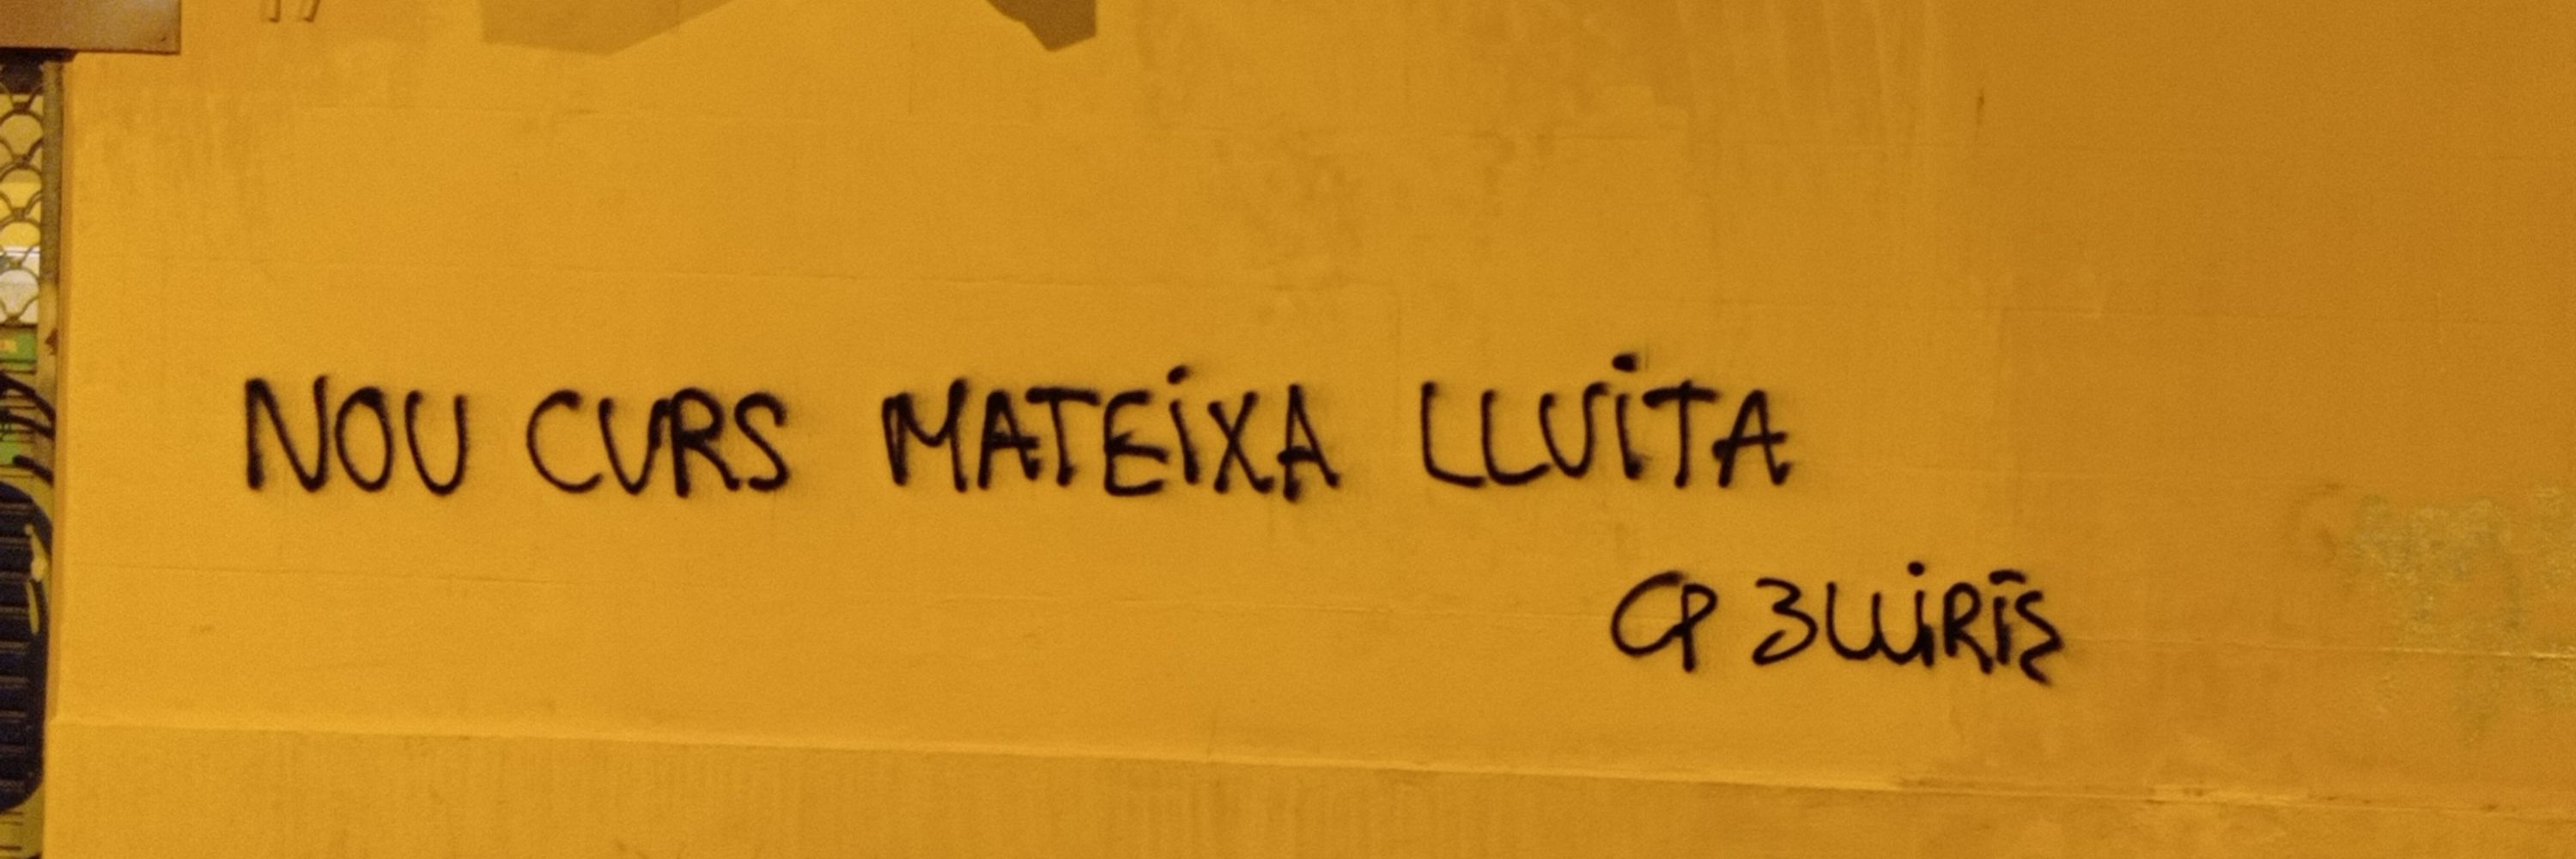 NOU CURS MATEIXA LLUITA
CP 3LLIRIS